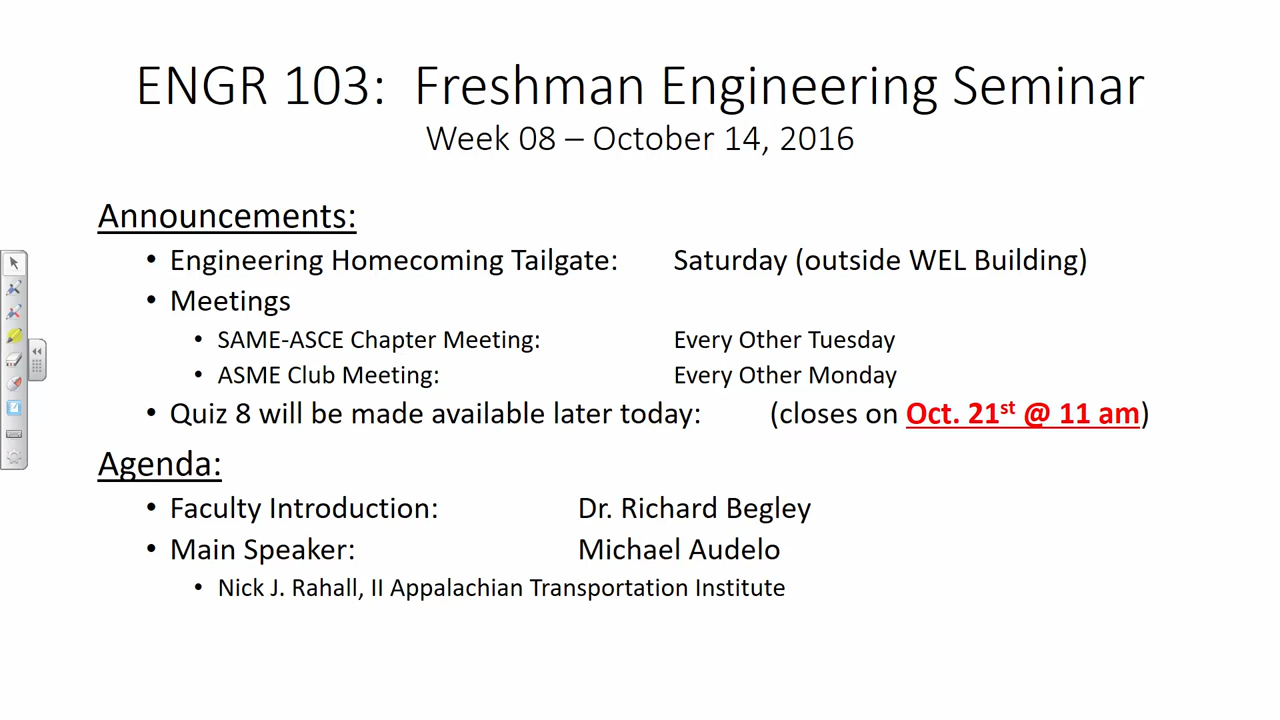 ENGR 103: Freshman Engineering Seminar
Week 08 – October 14, 2016
Announcements:
• Engineering Homecoming Tailgate: Saturday (outside WEL Building)
• Meetings
• SAME-ASCE Chapter Meeting: Every Other Tuesday
• ASME Club Meeting: Every Other Monday
• Quiz 8 will be made available later today: (closes on Oct. 21st @ 11 am)
Agenda:
• Faculty Introduction: Dr. Richard Begley
• Main Speaker: Michael Audelo
• Nick J. Rahall, II Appalachian Transportation Institute